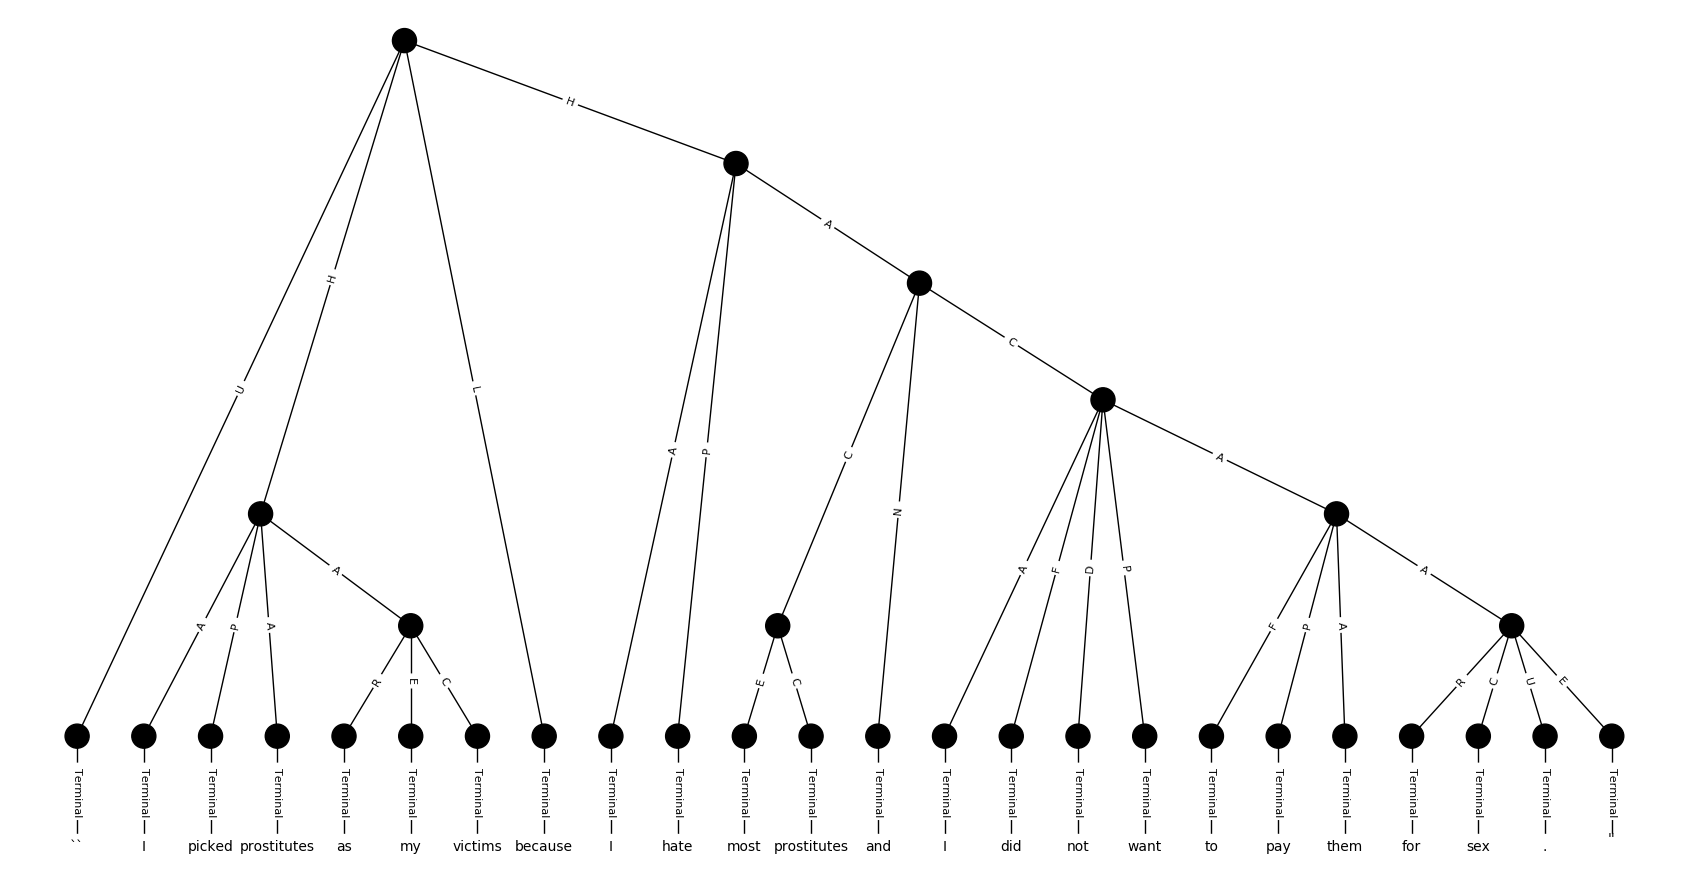 H
A
C
H
U
L
A
A
P
C
N
A
F
D
P
A
A
A
P
A
F
P
A
R
E
C
E
C
R
C
U
E
Terminal Terminal Terminal Terminal Terminal Terminal Terminal Terminal Terminal Terminal Terminal Terminal Terminal Terminal Terminal Terminal Terminal Terminal Terminal Terminal Terminal Terminal Terminal Terminal
`` I picked prostitutes as my victims because I hate most prostitutes and I did not want to pay them for sex . "